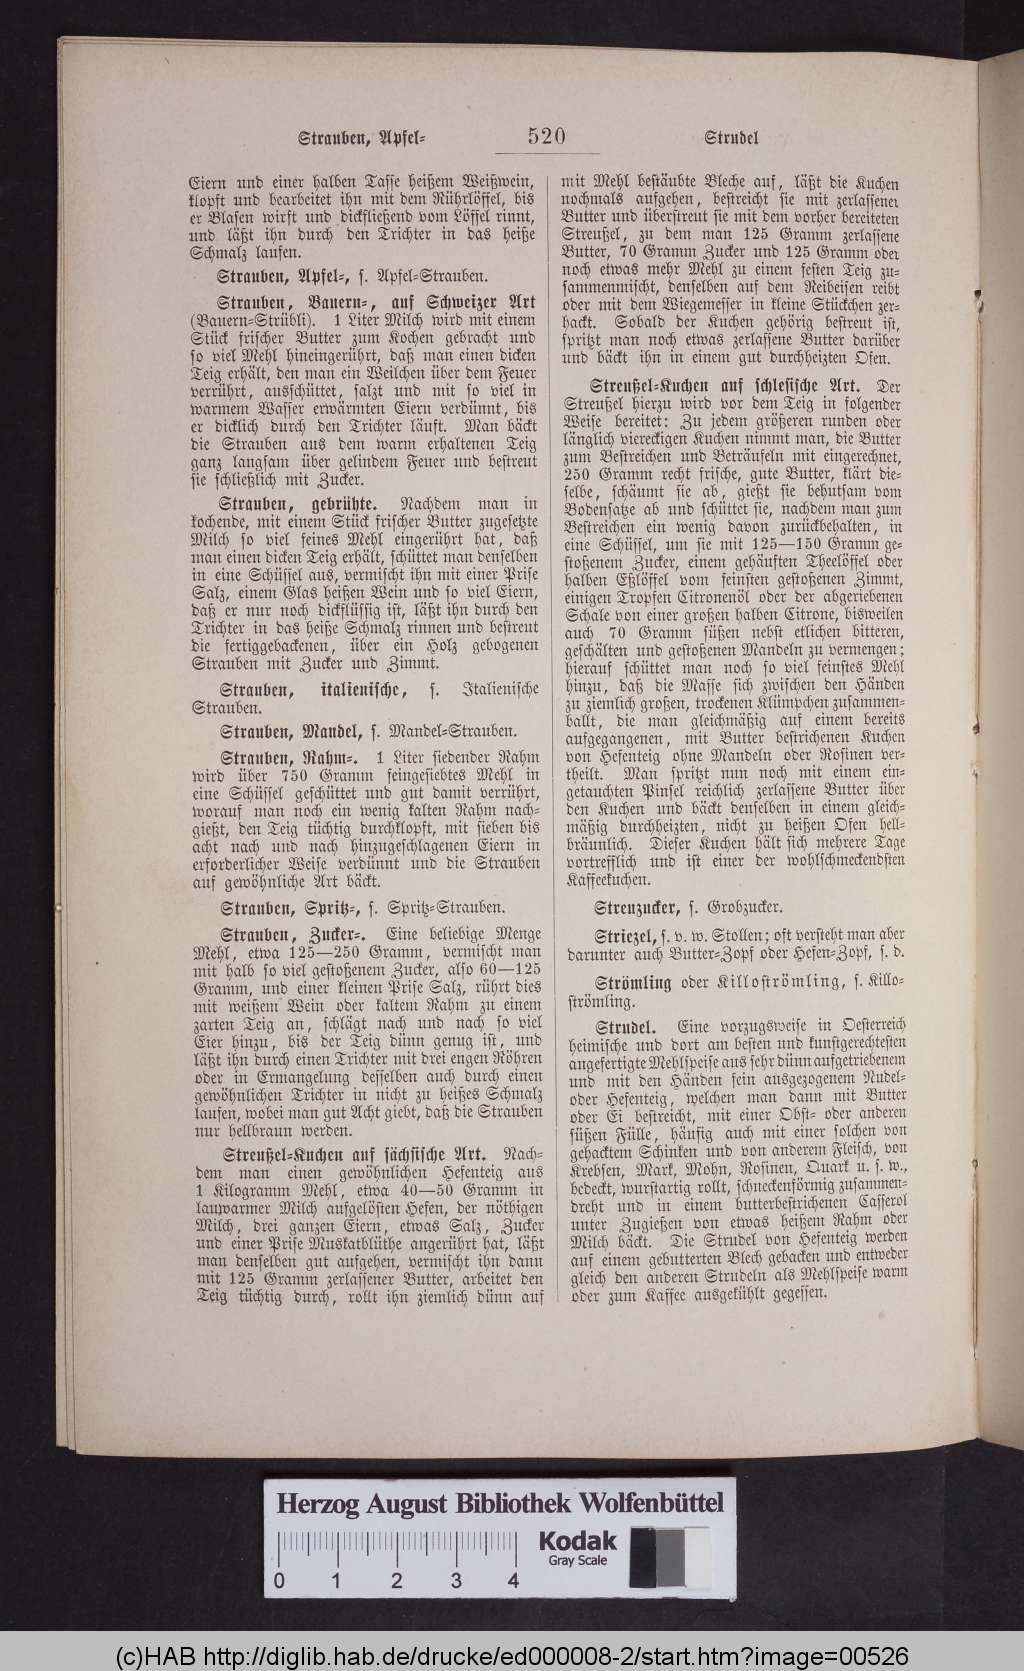 Strauben, Apfel-
520
Strudel
Eiern und einer halben Tasse heißem Weißwein,
klopft und bearbeitet ihn mit dem Rührlöffel, bis
er Blasen wirft und dickfließend vom Löffel rinnt,
und läßt ihn durch den Trichter in das heiße
Schmalz laufen.
Strauben, Apfel-, s. Apfel-Strauben.
Strauben, Bauern-, auf Schweizer Art
(Bauern-Strübli). 1 Liter Milch wird mit einem
Stück frischer Butter zum Kochen gebracht und
so viel Mehl hineingerührt, daß man einen dicken
Teig erhält, den man ein Weilchen über dem Feuer
verrührt, ausschüttet, salzt und mit so viel in
warmem Wasser erwärmten Eiern verdünnt, bis
er dicklich durch den Trichter läuft. Man bäckt
die Strauben aus dem warm erhaltenen Teig
ganz langsam über gelindem Feuer und bestreut
sie schließlich mit Zucker.
Strauben, gebrühte. Nachdem man in
kochende, mit einem Stück frischer Butter zugesetzte
Milch so viel feines Mehl eingerührt hat, daß
man einen dicken Teig erhält, schüttet man denselben
in eine Schüssel aus, vermischt ihn mit einer Prise
Salz, einem Glas heißen Wein und so viel Eiern,
daß er nur noch dickflüssig ist, läßt ihn durch den
Trichter in das heiße Schmalz rinnen und bestreut
die fertiggebackenen, über ein Holz gebogenen
Strauben mit Zucker und Zimmt.
Strauben, italienische, s. Italienische
Strauben.
Strauben, Mandel, s. Mandel-Strauben.
Strauben, Rahm-. 1 Liter siedender Rahm
wird über 750 Gramm feingesiebtes Mehl in
eine Schüssel geschüttet und gut damit verrührt,
worauf man noch ein wenig kalten Rahm nach-
gießt, den Teig tüchtig durchklopft, mit sieben bis
acht nach und nach hinzugeschlagenen Eiern in
erforderlicher Weise verdünnt und die Strauben
auf gewöhnliche Art bäckt.
Strauben, Spritz-, s. Spritz-Strauben.
Strauben, Zucker-. Eine beliebige Menge
Mehl, etwa 125—250 Gramm, vermischt man
mit halb so viel gestoßenem Zucker, also 60—125
Gramm, und einer kleinen Prise Salz, rührt dies
mit weißem Wein oder kaltem Rahm zu einem
zarten Teig an, schlägt nach und nach so viel
Eier hinzu, bis der Teig dünn genug ist, und
läßt ihn durch einen Trichter mit drei engen Röhren
oder in Ermangelung desselben auch durch einen
gewöhnlichen Trichter in nicht zu heißes Schmalz
laufen, wobei man gut Acht giebt, daß die Strauben
nur hellbraun werden.
Streußel-Kuchen auf sächsische Art. Nach-
dem man einen gewöhnlichen Hefenteig aus
1 Kilogramm Mehl, etwa 40—50 Gramm in
lauwarmer Milch aufgelösten Hefen, der nöthigen
Milch, drei ganzen Eiern, etwas Salz, Zucker
und einer Prise Muskatblüthe angerührt hat, läßt
man denselben gut aufgehen, vermischt ihn dann
mit 125 Gramm zerlassener Butter, arbeitet den
Teig tüchtig durch, rollt ihn ziemlich dünn auf
mit Mehl bestäubte Bleche auf, läßt die Kuchen
nochmals aufgehen, bestreicht sie mit zerlassener
Butter und überstreut sie mit dem vorher bereiteten
Streußel, zu dem man 125 Gramm zerlassene
Butter, 70 Gramm Zucker und 125 Gramm oder
noch etwas mehr Mehl zu einem festen Teig zu-
sammenmischt, denselben auf dem Reibeisen reibt
oder mit dem Wiegemesser in kleine Stückchen zer-
hackt. Sobald der Kuchen gehörig bestreut ist,
spritzt man noch etwas zerlassene Butter darüber
und bäckt ihn in einem gut durchheizten Ofen.
Streußel-Kuchen auf schlesische Art. Der
Streußel hierzu wird vor dem Teig in folgender
Weise bereitet: Zu jedem größeren runden oder
länglich viereckigen Kuchen nimmt man, die Butter
zum Bestreichen und Beträufeln mit eingerechnet,
250 Gramm recht frische, gute Butter, klärt die-
selbe, schäumt sie ab, gießt sie behutsam vom
Bodensatze ab und schüttet sie, nachdem man zum
Bestreichen ein wenig davon zurückbehalten, in
eine Schüssel, um sie mit 125—150 Gramm ge-
stoßenem Zucker, einem gehäuften Theelöffel oder
halben Eßlöffel vom feinsten gestoßenen Zimmt,
einigen Tropfen Citronenöl oder der abgeriebenen
Schale von einer großen halben Citrone, bisweilen
auch 70 Gramm süßen nebst etlichen bitteren,
geschälten und gestoßenen Mandeln zu vermengen;
hierauf schüttet man noch so viel feinstes Mehl
hinzu, daß die Masse sich zwischen den Händen
zu ziemlich großen, trockenen Klümpchen zusammen-
ballt, die man gleichmäßig auf einem bereits
aufgegangenen, mit Butter bestrichenen Kuchen
von Hefenteig ohne Mandeln oder Rosinen ver-
theilt. Man spritzt nun noch mit einem ein-
getauchten Pinsel reichlich zerlassene Butter über
den Kuchen und bäckt denselben in einem gleich-
mäßig durchheizten, nicht zu heißen Ofen hell-
bräunlich. Dieser Kuchen hält sich mehrere Tage
vortrefflich und ist einer der wohlschmeckendsten
Kaffeekuchen.
Streuzucker, s. Grobzucker.
Striezel, s. v. w. Stollen; oft versteht man aber
darunter auch Butter-Zopf oder Hefen-Zopf, s. d.
Strömling oder Killoströmling, s. Killo-
strömling.
Strudel. Eine vorzugsweise in Oesterreich
heimische und dort am besten und kunstgerechtesten
angefertigte Mehlspeise aus sehr dünn aufgetriebenem
und mit den Händen fein ausgezogenem Nudel-
oder Hefenteig, welchen man dann mit Butter
oder Ei bestreicht, mit einer Obst- oder anderen
süßen Fülle, häufig auch mit einer solchen von
gehacktem Schinken und von anderem Fleisch, von
Krebsen, Mark, Mohn, Rosinen, Quark u. s. w.,
bedeckt, wurstartig rollt, schneckenförmig zusammen-
dreht und in einem butterbestrichenen Casserol
unter Zugießen von etwas heißem Rahm oder
Milch bäckt. Die Strudel von Hefenteig werden
auf einem gebutterten Blech gebacken und entweder
gleich den anderen Strudeln als Mehlspeise warm
oder zum Kaffee ausgekühlt gegessen.
Herzog August Bibliothek Wolfenbüttel
Kodak
Gray Scale
0 1 2 3 4
(c)HAB http://diglib.hab.de/drucke/ed000008-2/start.htm?image=00526